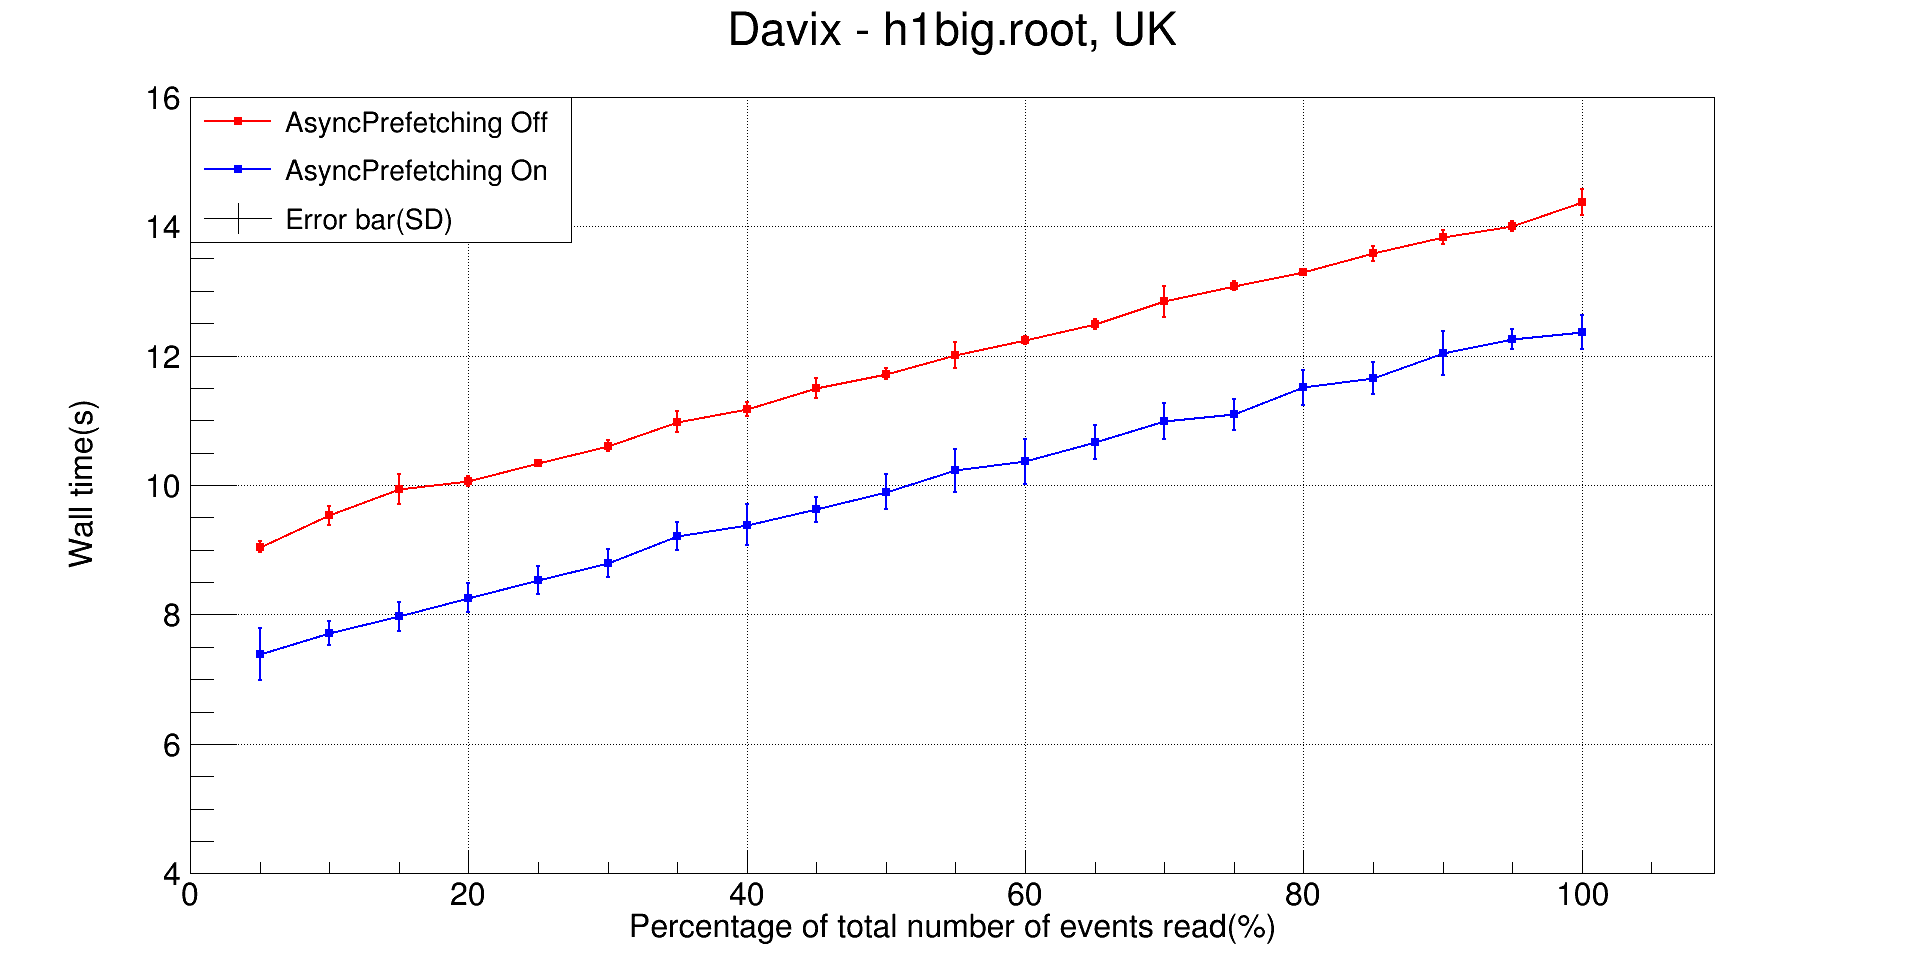 Davix - h1big.root, UK
16
AsyncPrefetching Off
AsyncPrefetching On
Error bar(SD)
14
12
10
8
6
4
Wall time(s)
0 20 40 60 80 100
Percentage of total number of events read(%)